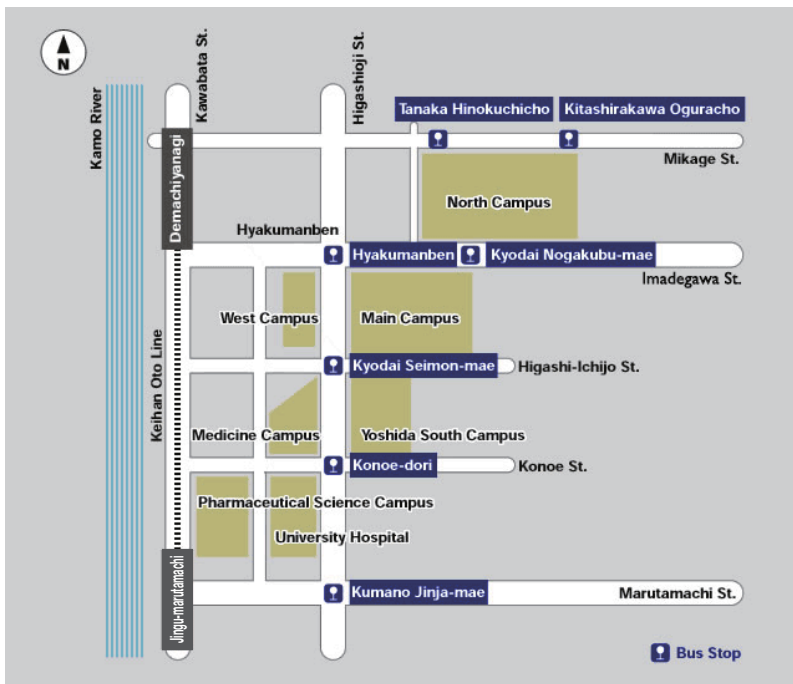 N
Kamo River
Kawabata St.
Higashioji St.
Tanaka Hinokuchicho
Kitashirakawa Oguracho
Mikage St.
Demachiyanagi
North Campus
Hyakumanben
Hyakumanben
Kyodai Nogakubu-mae
Imadegawa St.
West Campus
Main Campus
Keihan Oto Line
Kyodai Seimon-mae
Higashi-Ichijo St.
Medicine Campus
Yoshida South Campus
Konoe-dori
Konoe St.
Pharmaceutical Science Campus
University Hospital
Jingu-marutamachi
Kumano Jinja-mae
Marutamachi St.
Bus Stop